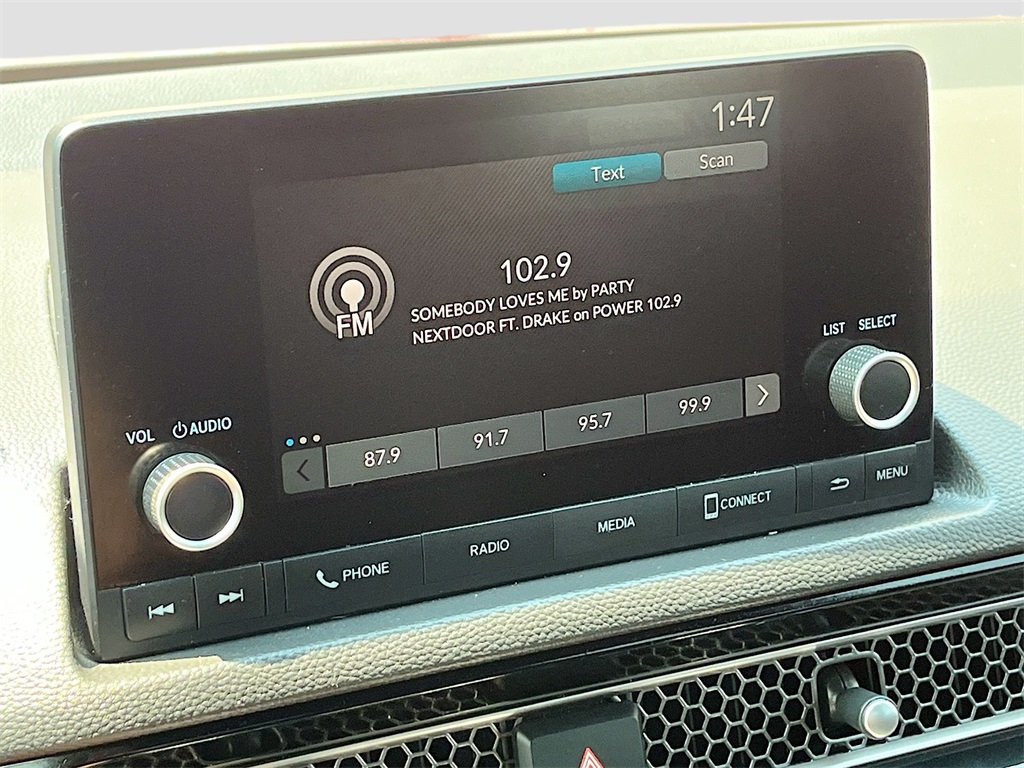 1:47
Text
Scan
102.9
FM
SOMEBODY LOVES ME by PARTY
NEXTDOOR FT. DRAKE on POWER 102.9
LIST SELECT
VOL AUDIO
87.9
91.7
95.7
99.9
PHONE
RADIO
MEDIA
CONNECT
MENU